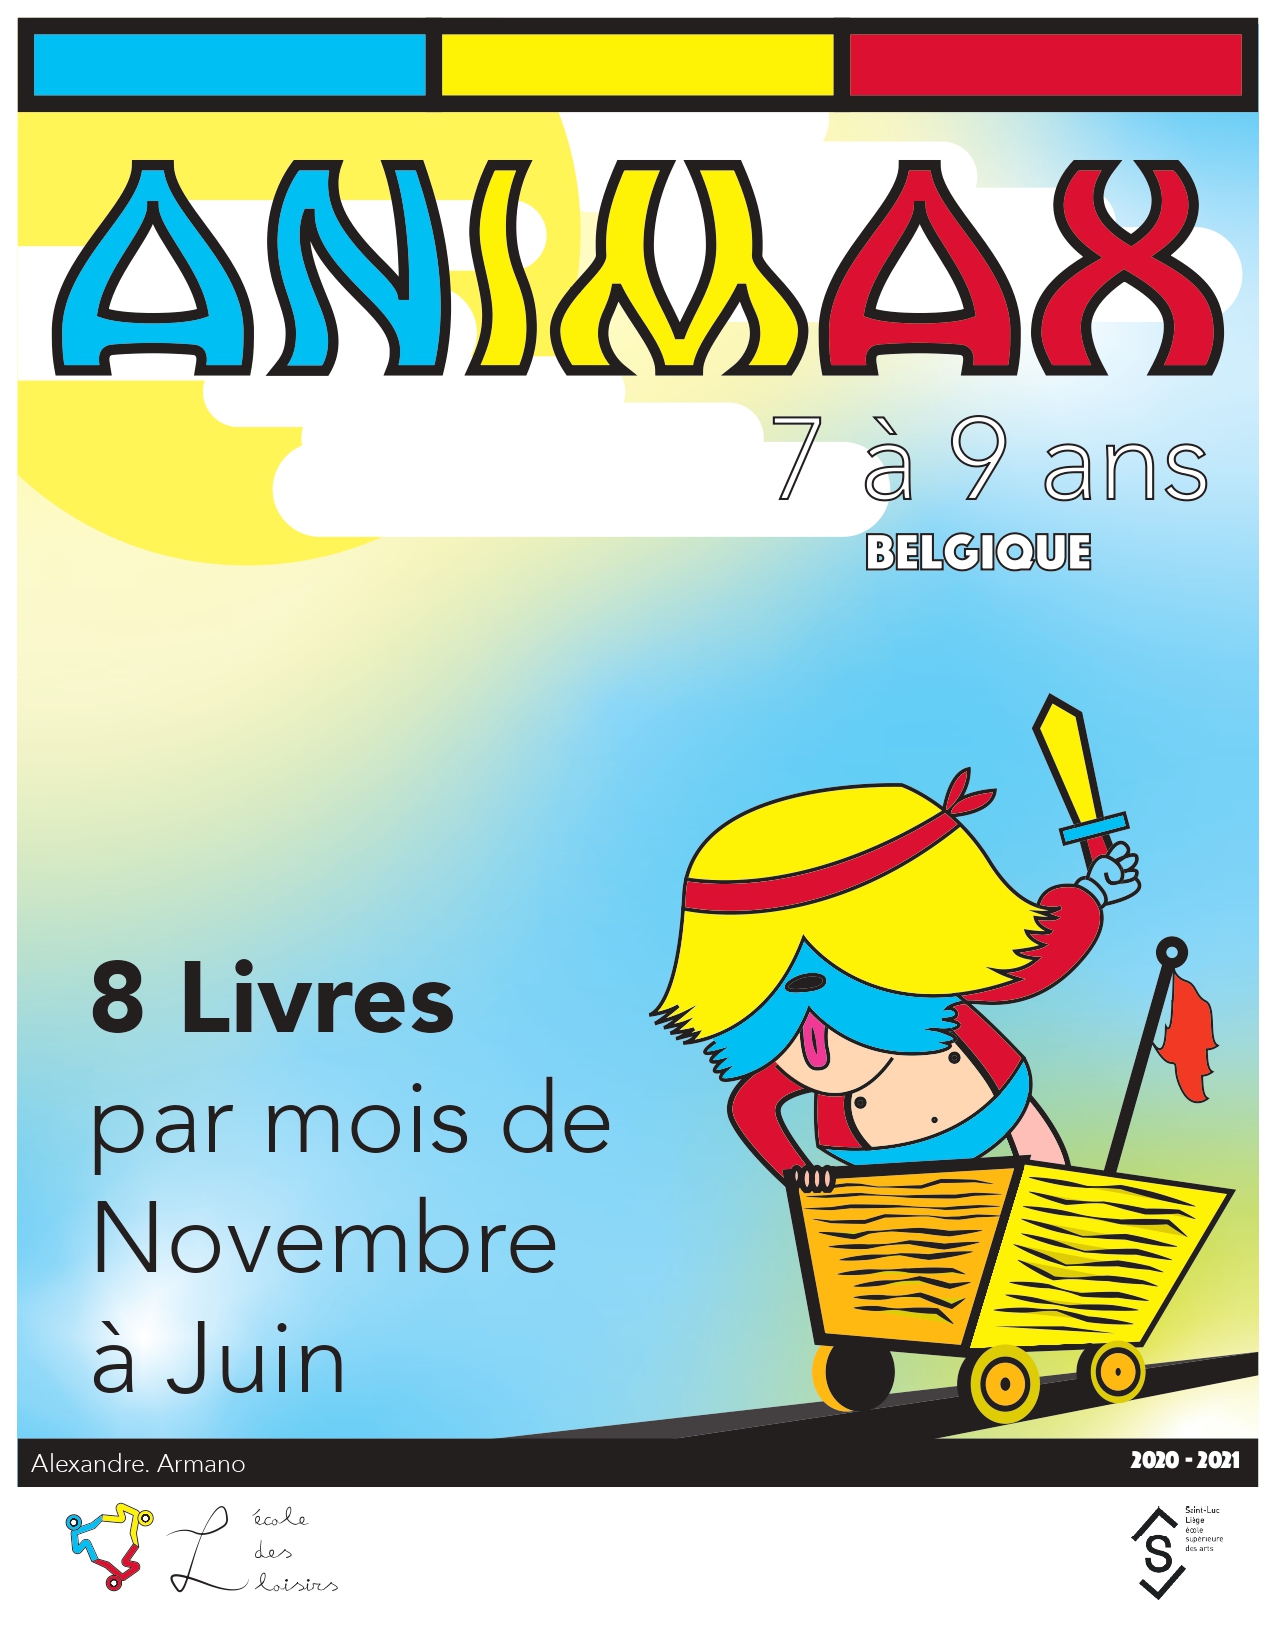 ANIMAX
7 à 9 ans
BELGIQUE
8 Livres
par mois de
Novembre
à Juin
Alexandre. Armano
2020 - 2021
L école
des
loisirs
S
Saint-Luc
Liège
école
supérieure
des arts